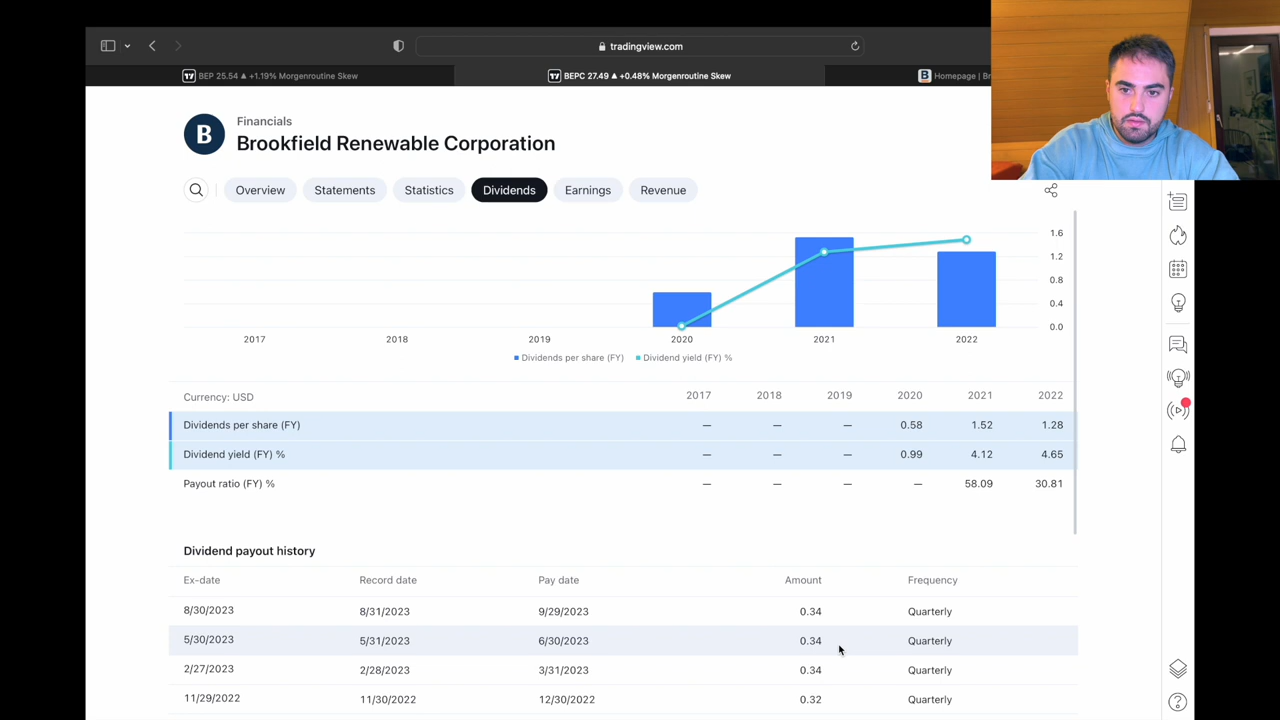 tradingview.com
BEP 25.54 ▲ +1.19% Morgenroutine Skew
BEPC 27.49 ▲ +0.48% Morgenroutine Skew
B Homepage | Br
B
Financials
Brookfield Renewable Corporation
Overview Statements Statistics Dividends Earnings Revenue
1.6
1.2
0.8
0.4
0.0
2017 2018 2019 2020 2021 2022
Dividends per share (FY) Dividend yield (FY) %
Currency: USD 2017 2018 2019 2020 2021 2022
Dividends per share (FY) — — — 0.58 1.52 1.28
Dividend yield (FY) % — — — 0.99 4.12 4.65
Payout ratio (FY) % — — — — 58.09 30.81
Dividend payout history
Ex-date Record date Pay date Amount Frequency
8/30/2023 8/31/2023 9/29/2023 0.34 Quarterly
5/30/2023 5/31/2023 6/30/2023 0.34 Quarterly
2/27/2023 2/28/2023 3/31/2023 0.34 Quarterly
11/29/2022 11/30/2022 12/30/2022 0.32 Quarterly